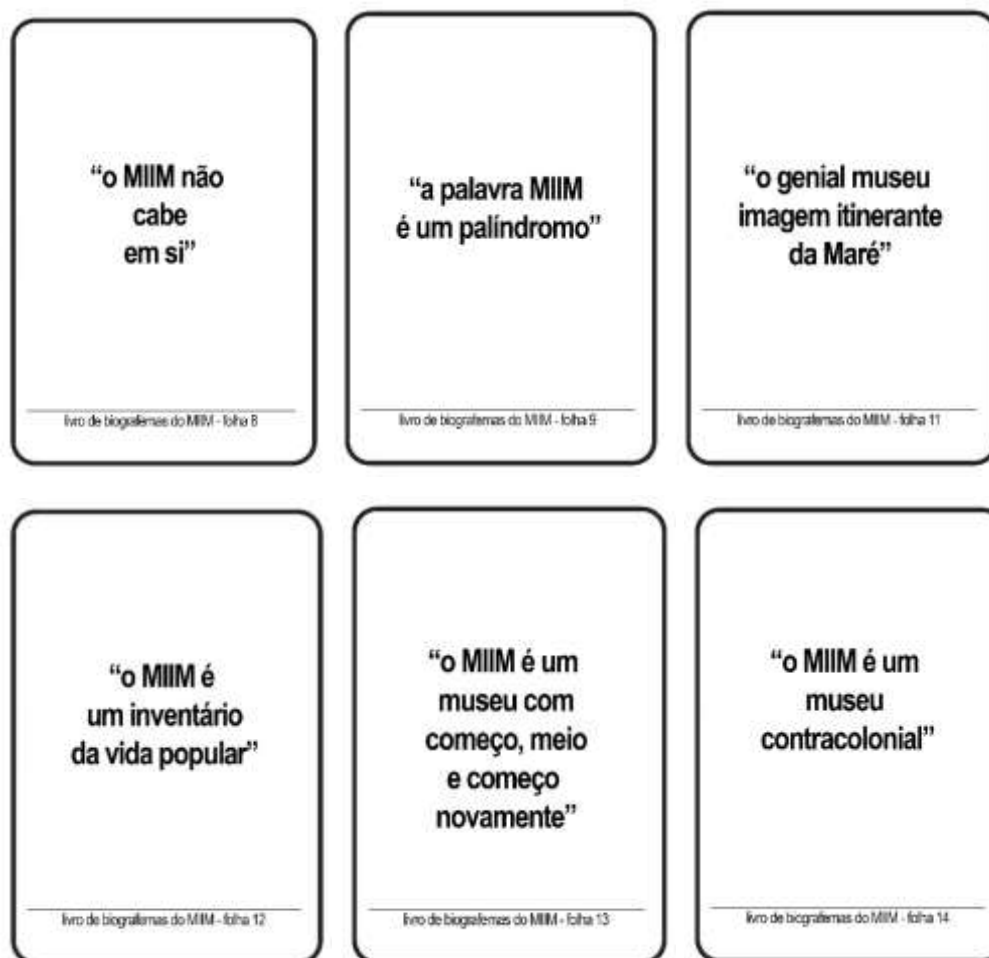 “o MIIM não
cabe
em si”
livro de biografemas do MIIM - folha 8
“a palavra MIIM
é um palíndromo”
livro de biografemas do MIIM - folha 9
“o genial museu
imagem itinerante
da Maré”
livro de biografemas do MIIM - folha 11
“o MIIM é
um inventário
da vida popular”
livro de biografemas do MIIM - folha 12
“o MIIM é um
museu com
começo, meio
e começo
novamente”
livro de biografemas do MIIM - folha 13
“o MIIM é um
museu
contracolonial”
livro de biografemas do MIIM - folha 14